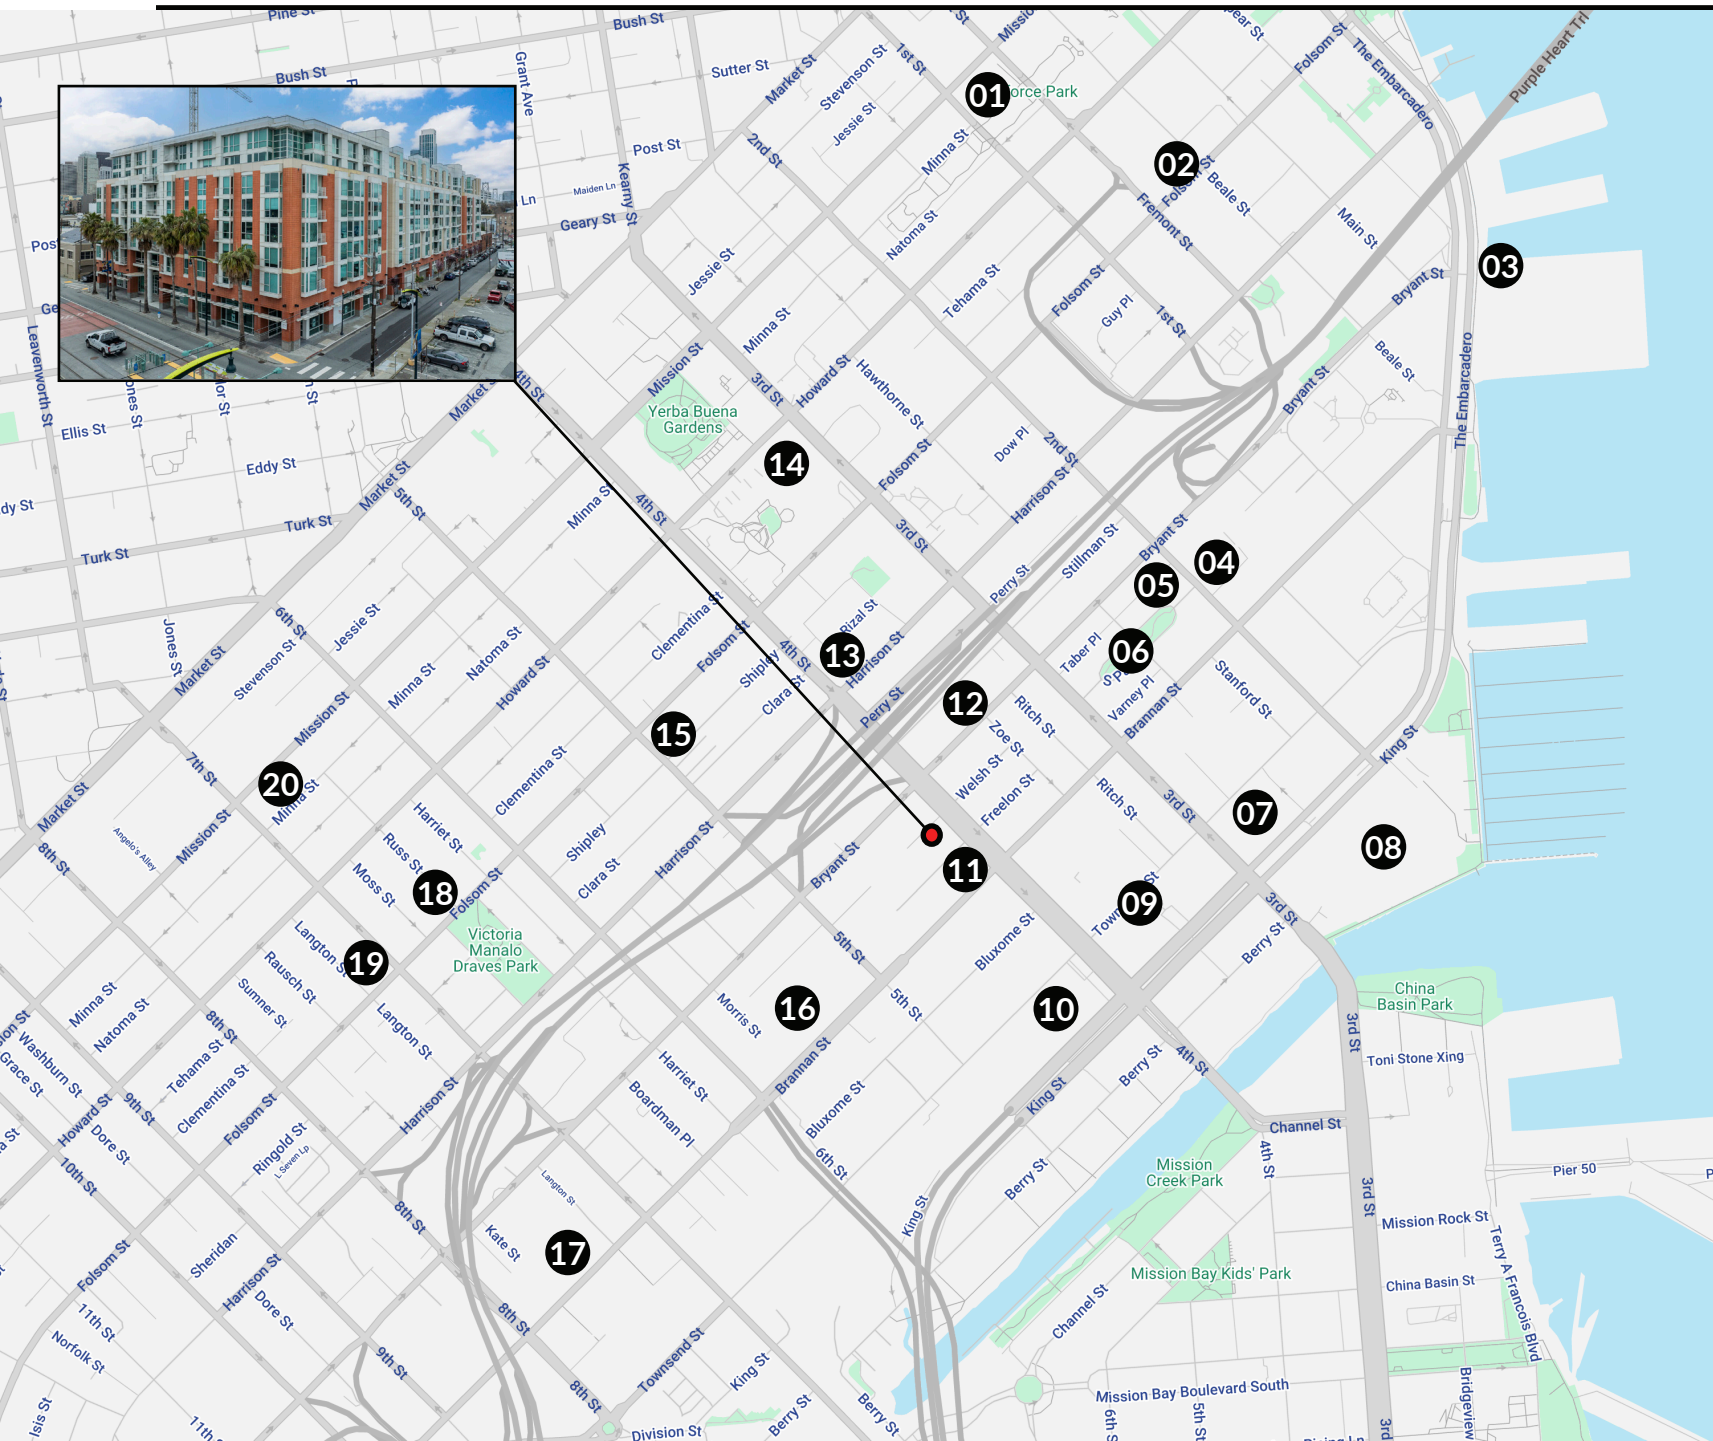 Pine St
Bush St
Bush St
Grant Ave
Sutter St
Market St
Stevenson St
Jessie St
1st St
Folsom St
The Embarcadero
Purple Heart Trl
01
02
Folsom St
Beale St
Minna St
2nd St
Post St
Maiden Ln
Ln
Kearny St
Geary St
Natoma St
Fremont St
Main St
03
Bryant St
Jessie St
Tehama St
Folsom St
Guy Pl
1st St
Leavenworth St
Minna St
Mission St
3rd St
Howard St
Hawthorne St
Beale St
The Embarcadero
Bryant St
4th St
Ellis St
Yerba Buena
Gardens
Eddy St
14
Folsom St
Dow Pl
2nd St
Harrison St
Market St
5th St
Minna St
4th St
3rd St
Turk St
Turk St
Stillman St
Bryant St
04
05
Perry St
Jones St
6th St
Jessie St
Stevenson St
Market St
Natoma St
Minna St
Howard St
Clementina St
Folsom St
Shipley
Clara St
4th St
Rizal St
13
Harrison St
Perry St
Taber Pl
06
Varney Pl
Brannan St
Stanford St
12
Ritch St
Zoe St
Welsh St
Freelon St
King St
Mission St
15
7th St
20
Minna St
Market St
Mission St
Angelo's Alley
8th St
Harriet St
Russ St
Moss St
18
Folsom St
Clementina St
Shipley
Clara St
Harrison St
Bryant St
11
Ritch St
3rd St
07
08
09
3rd St
Berry St
Bluxome St
5th St
5th St
10
16
Morris St
Victoria
Manalo
Draves Park
Langton St
19
Rausch St
Sumner St
Langton St
8th St
Minna St
Natoma St
Washburn St
Grace St
Tehama St
Clementina St
Howard St
9th St
Dore St
Folsom St
Harrison St
Ringold St
10th St
Harriet St
Boardman Pl
Brannan St
Bluxome St
6th St
King St
Berry St
4th St
China
Basin Park
3rd St
Toni Stone Xing
Channel St
4th St
Mission
Creek Park
Pier 50
3rd St
Mission Rock St
Terry A Francois Blvd
Langton St
8th St
Kate St
17
King St
Berry St
Mission Bay Kids' Park
China Basin St
Channel St
Sheridan
Folsom St
Harrison St
Dore St
11th St
Norfolk St
9th St
8th St
8th St
Townsend St
King St
Berry St
Berry St
Division St
Isis St
Mission Bay Boulevard South
6th S
5th St
3rd
Bridgeview